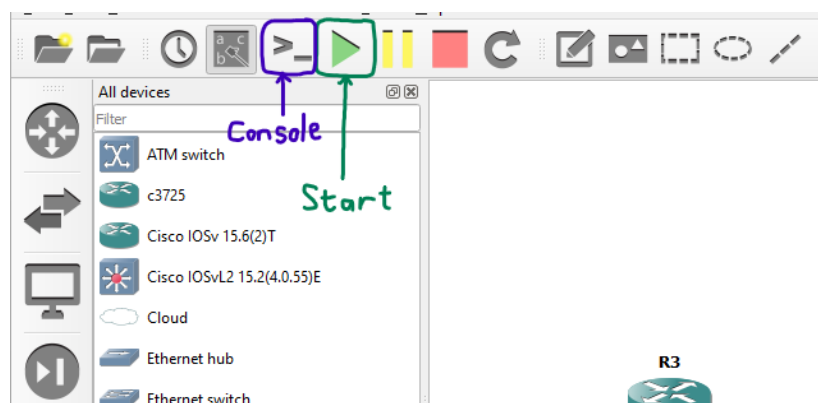 a c
b
All devices
Filter
Console
ATM switch
c3725
Start
Cisco IOSv 15.6(2)T
Cisco IOSvL2 15.2(4.0.55)E
Cloud
Ethernet hub
R3
Ethernet switch